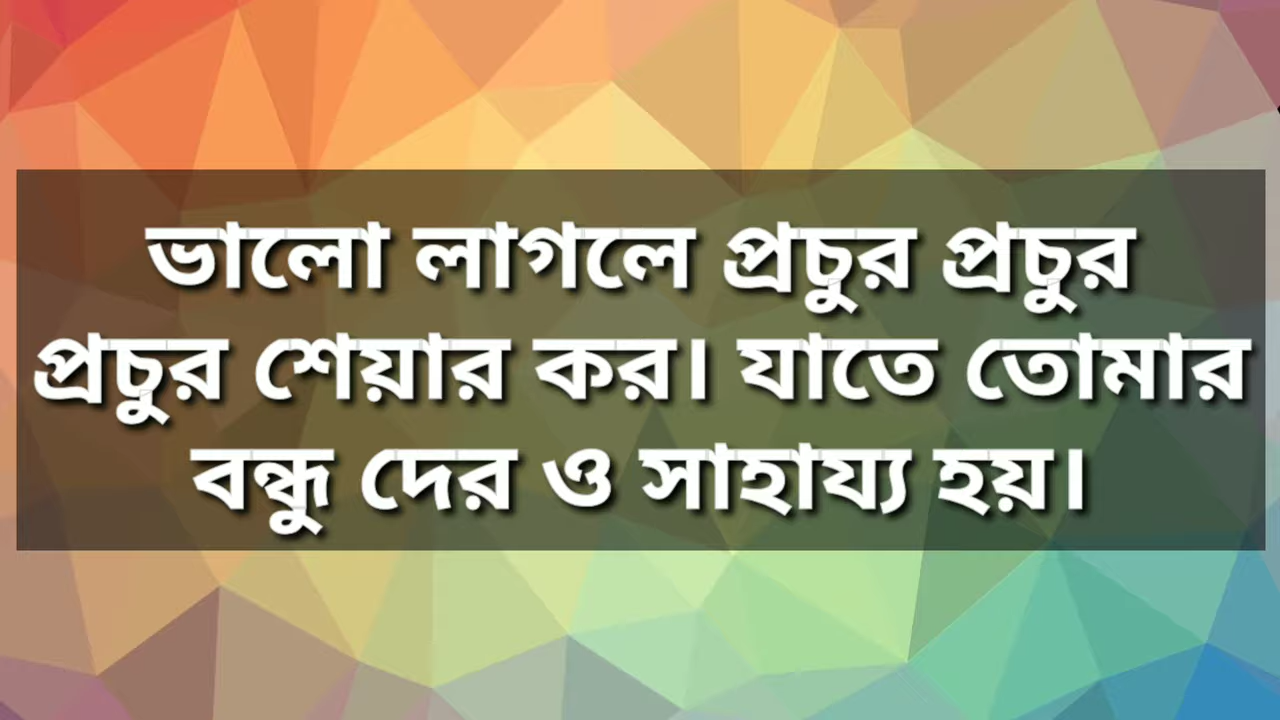 ভালো লাগলে প্রচুর প্রচুর
প্রচুর শেয়ার কর। যাতে তোমার
বন্ধু দের ও সাহায্য হয়।